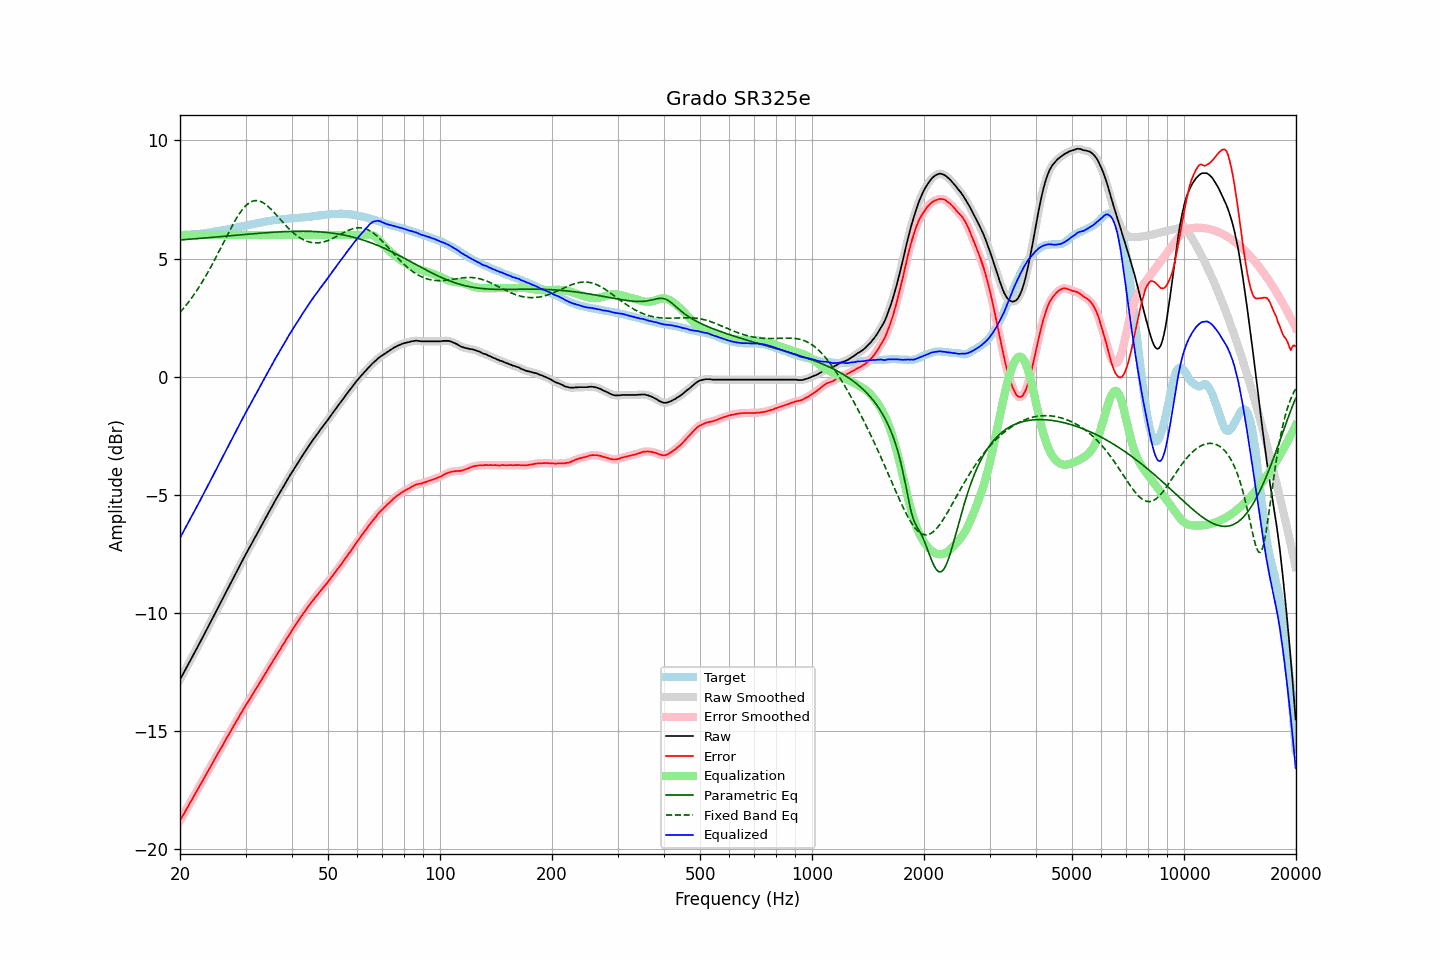 Grado SR325e
Amplitude (dBr)
10
5
0
−5
−10
−15
−20
Target
Raw Smoothed
Error Smoothed
Raw
Error
Equalization
Parametric Eq
Fixed Band Eq
Equalized
20 50 100 200 500 1000 2000 5000 10000 20000
Frequency (Hz)